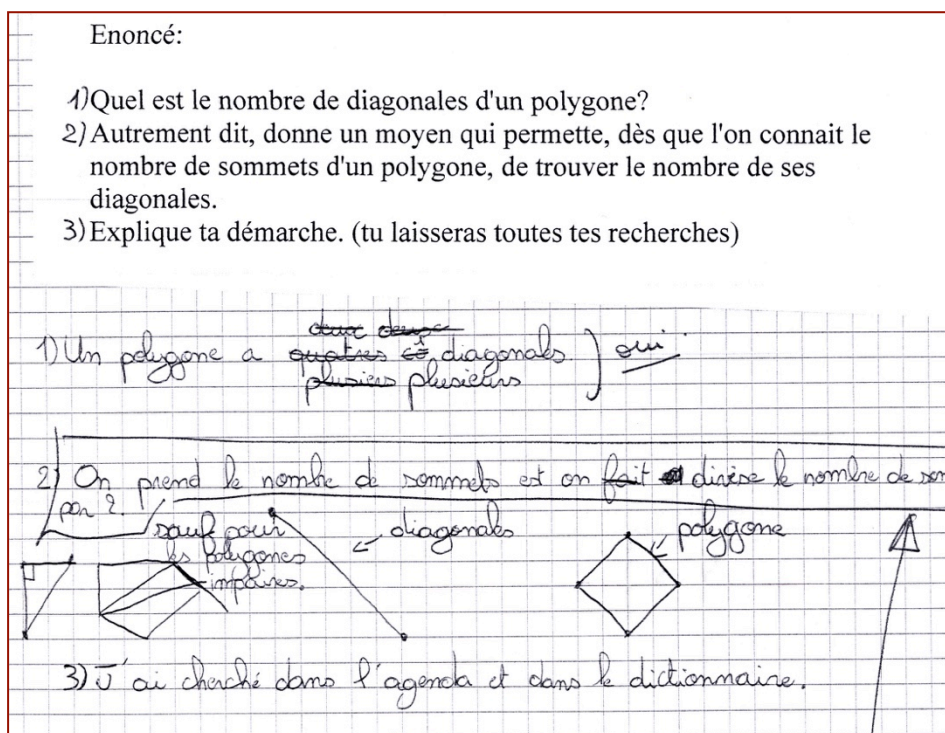 Enoncé:
1)Quel est le nombre de diagonales d'un polygone?
2)Autrement dit, donne un moyen qui permette, dès que l'on connait le
nombre de sommets d'un polygone, de trouver le nombre de ses
diagonales.
3)Explique ta démarche. (tu laisseras toutes tes recherches)
deux
1) Un polygone a quatres diagonals } oui
plusieurs
2) On prend le nombre de sommets est on fait divise le nombre de
par 2.
sauf pour
les polygones
impaires.
diagonales
polygone
3) J'ai cherché dans l'agenda et dans le dictionnaire.